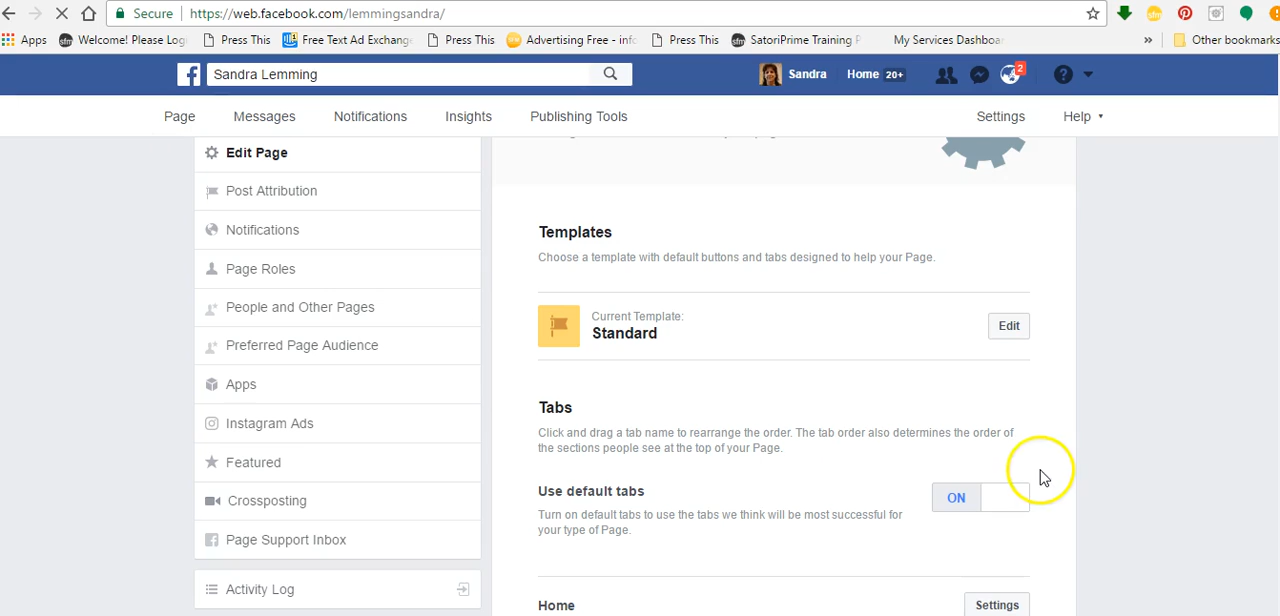 Secure https://web.facebook.com/lemmingsandra/
Apps Welcome! Please Log Press This Free Text Ad Exchange Press This Advertising Free - info Press This SatoriPrime Training P My Services Dashboar » Other bookmarks
Sandra Lemming Sandra Home 20+ 2
Page Messages Notifications Insights Publishing Tools Settings Help
Edit Page
Post Attribution
Notifications
Page Roles
People and Other Pages
Preferred Page Audience
Apps
Instagram Ads
Featured
Crossposting
Page Support Inbox
Activity Log
Templates
Choose a template with default buttons and tabs designed to help your Page.
Current Template:
Standard
Edit
Tabs
Click and drag a tab name to rearrange the order. The tab order also determines the order of
the sections people see at the top of your Page.
Use default tabs
ON
Turn on default tabs to use the tabs we think will be most successful for
your type of Page.
Home Settings